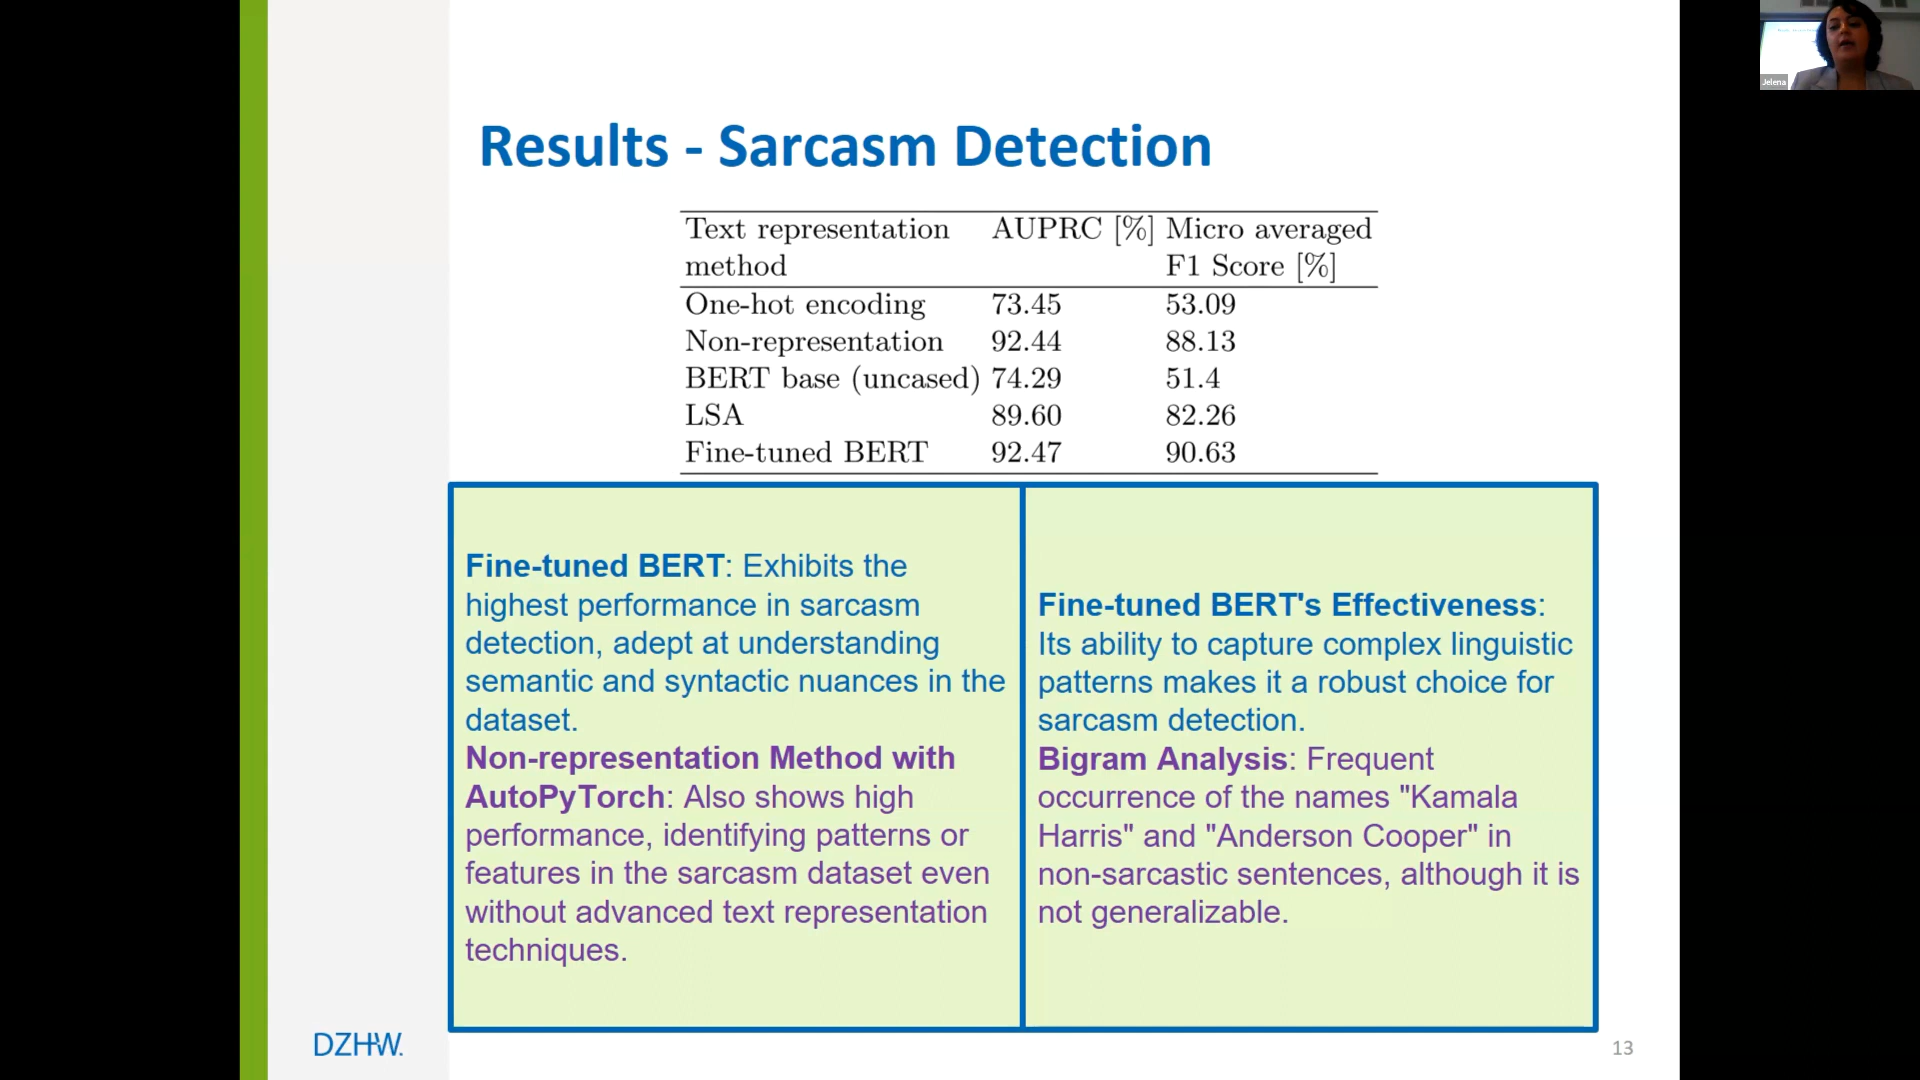 Jelena
Results - Sarcasm Detection
Text representation method AUPRC [%] Micro averaged F1 Score [%]
One-hot encoding 73.45 53.09
Non-representation 92.44 88.13
BERT base (uncased) 74.29 51.4
LSA 89.60 82.26
Fine-tuned BERT 92.47 90.63
Fine-tuned BERT: Exhibits the
highest performance in sarcasm
detection, adept at understanding
semantic and syntactic nuances in the
dataset.
Non-representation Method with
AutoPyTorch: Also shows high
performance, identifying patterns or
features in the sarcasm dataset even
without advanced text representation
techniques.
Fine-tuned BERT's Effectiveness:
Its ability to capture complex linguistic
patterns makes it a robust choice for
sarcasm detection.
Bigram Analysis: Frequent
occurrence of the names "Kamala
Harris" and "Anderson Cooper" in
non-sarcastic sentences, although it is
not generalizable.
DZHW.
13